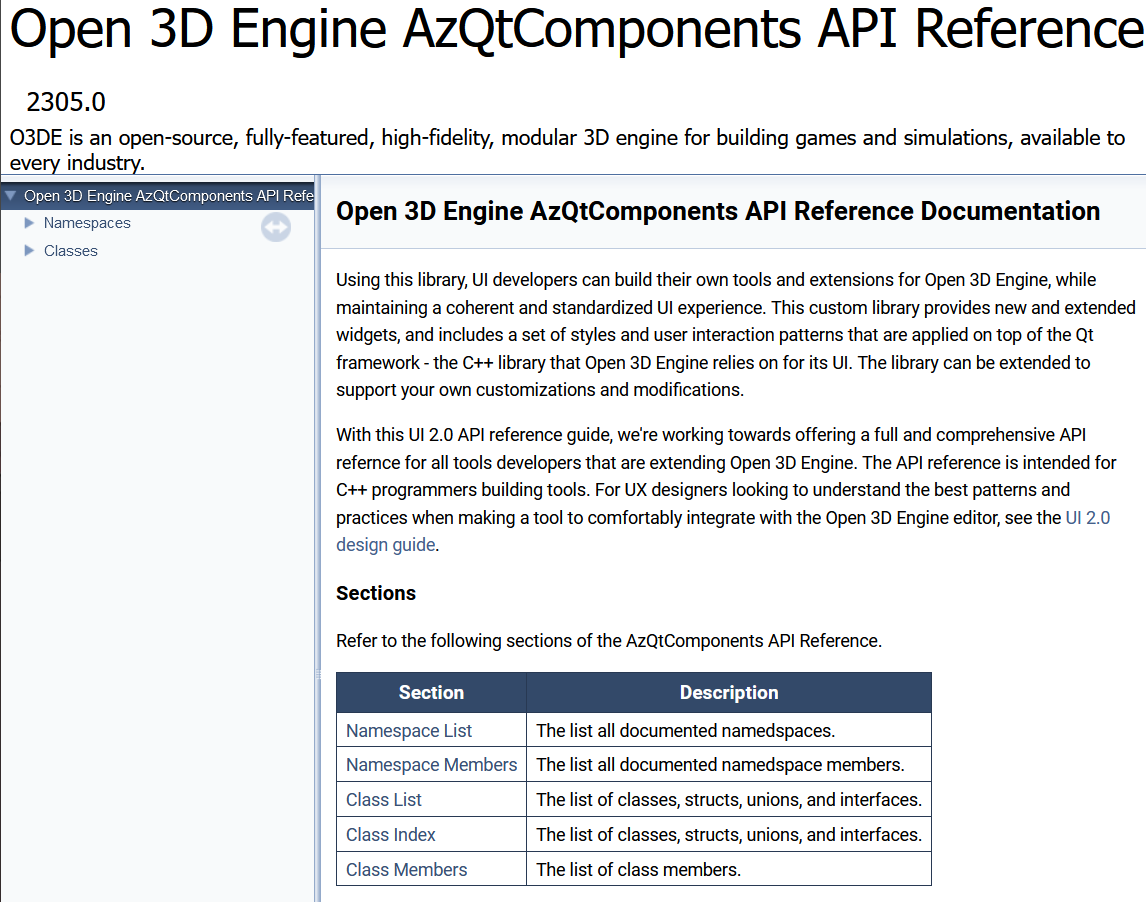 Open 3D Engine AzQtComponents API Reference
2305.0
O3DE is an open-source, fully-featured, high-fidelity, modular 3D engine for building games and simulations, available to
every industry.
Open 3D Engine AzQtComponents API Refe
Namespaces
Classes
Open 3D Engine AzQtComponents API Reference Documentation
Using this library, UI developers can build their own tools and extensions for Open 3D Engine, while
maintaining a coherent and standardized UI experience. This custom library provides new and extended
widgets, and includes a set of styles and user interaction patterns that are applied on top of the Qt
framework - the C++ library that Open 3D Engine relies on for its UI. The library can be extended to
support your own customizations and modifications.
With this UI 2.0 API reference guide, we're working towards offering a full and comprehensive API
refernce for all tools developers that are extending Open 3D Engine. The API reference is intended for
C++ programmers building tools. For UX designers looking to understand the best patterns and
practices when making a tool to comfortably integrate with the Open 3D Engine editor, see the UI 2.0
design guide.
Sections
Refer to the following sections of the AzQtComponents API Reference.
Section Description
Namespace List The list all documented namedspaces.
Namespace Members The list all documented namedspace members.
Class List The list of classes, structs, unions, and interfaces.
Class Index The list of classes, structs, unions, and interfaces.
Class Members The list of class members.